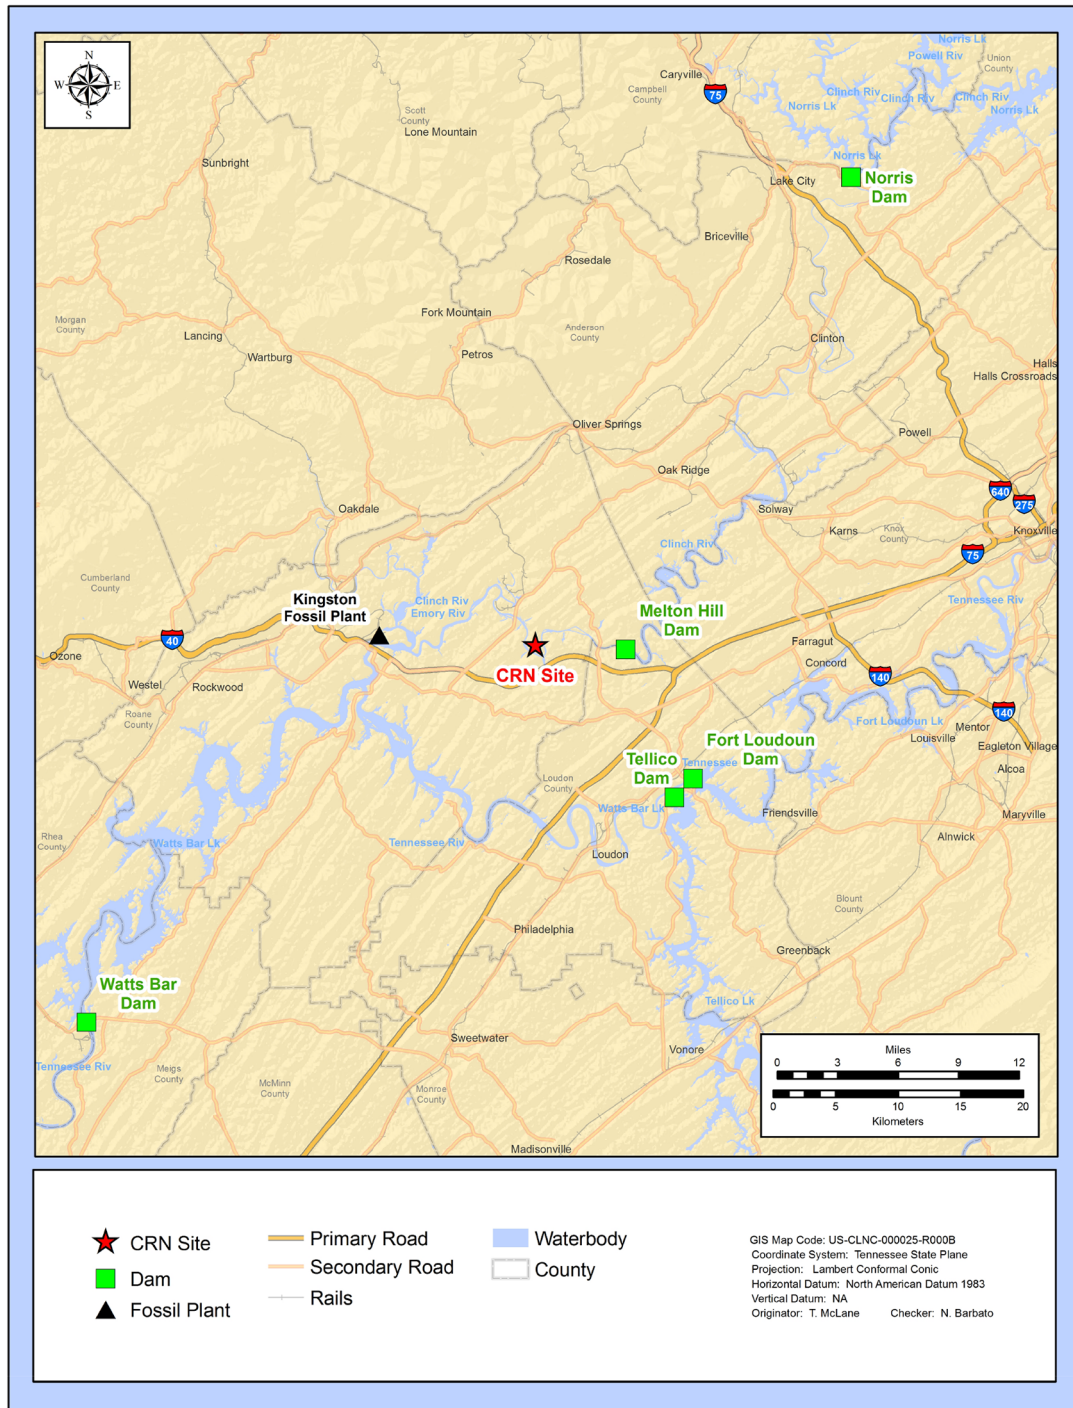 N
W E
S
Norris Lk
Powell Riv
Union
County
Caryville
Campbell
County
75
Clinch Riv
Norris Lk
Clinch Riv
Clinch Riv
Norris Lk
Scott
County
Lone Mountain
Sunbright
Norris Lk
Lake City
Norris
Dam
Briceville
Rosedale
Morgan
County
Fork Mountain
Anderson
County
Lancing
Clinton
Wartburg
Petros
Halls
Halls Crossroads
Oliver Springs
Powell
Oak Ridge
640
275
Oakdale
Solway
Karns
Knox
County
Knoxville
Clinch Riv
75
Cumberland
County
Kingston
Fossil Plant
Clinch Riv
Emory Riv
Tennessee Riv
Melton Hill
Dam
40
Farragut
Ozone
Concord
CRN Site
140
Westel
Rockwood
Roane
County
140
Fort Loudoun Lk
Mentor
Louisville
Eagleton Village
Fort Loudoun
Dam
Tellico
Dam
Tennessee
Alcoa
Loudon
County
Watts Bar Lk
Friendsville
Maryville
Rhea
County
Watts Bar Lk
Tennessee Riv
Alnwick
Loudon
Blount
County
Philadelphia
Greenback
Watts Bar
Dam
Tellico Lk
Sweetwater
Vonore
Tennessee Riv
Meigs
County
McMinn
County
Monroe
County
Madisonville
Miles
0 3 6 9 12
0 5 10 15 20
Kilometers
CRN Site
Dam
Fossil Plant
Primary Road
Secondary Road
Rails
Waterbody
County
GIS Map Code: US-CLNC-000025-R000B
Coordinate System: Tennessee State Plane
Projection: Lambert Conformal Conic
Horizontal Datum: North American Datum 1983
Vertical Datum: NA
Originator: T. McLane Checker: N. Barbato